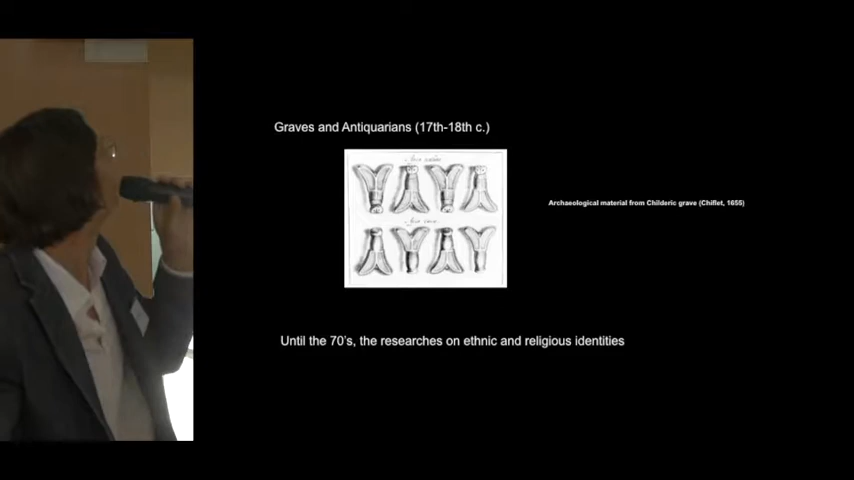 Graves and Antiquarians (17th-18th c.)
Archaeological material from Childeric grave (Chiflet, 1655)
Until the 70's, the researches on ethnic and religious identities